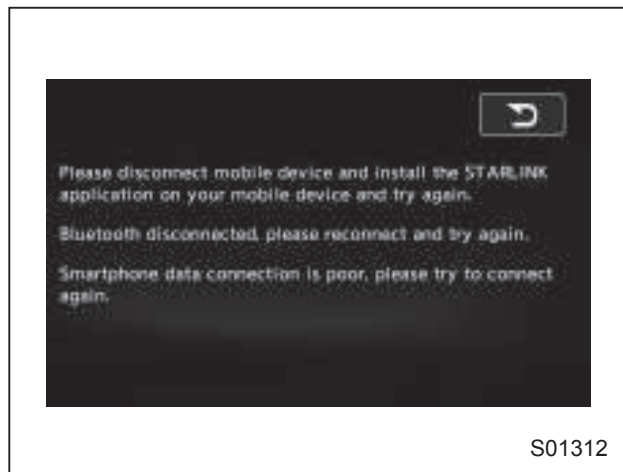 Please disconnect mobile device and install the STARLINK
application on your mobile device and try again.
Bluetooth disconnected, please reconnect and try again.
Smartphone data connection is poor, please try to connect
again.
S01312